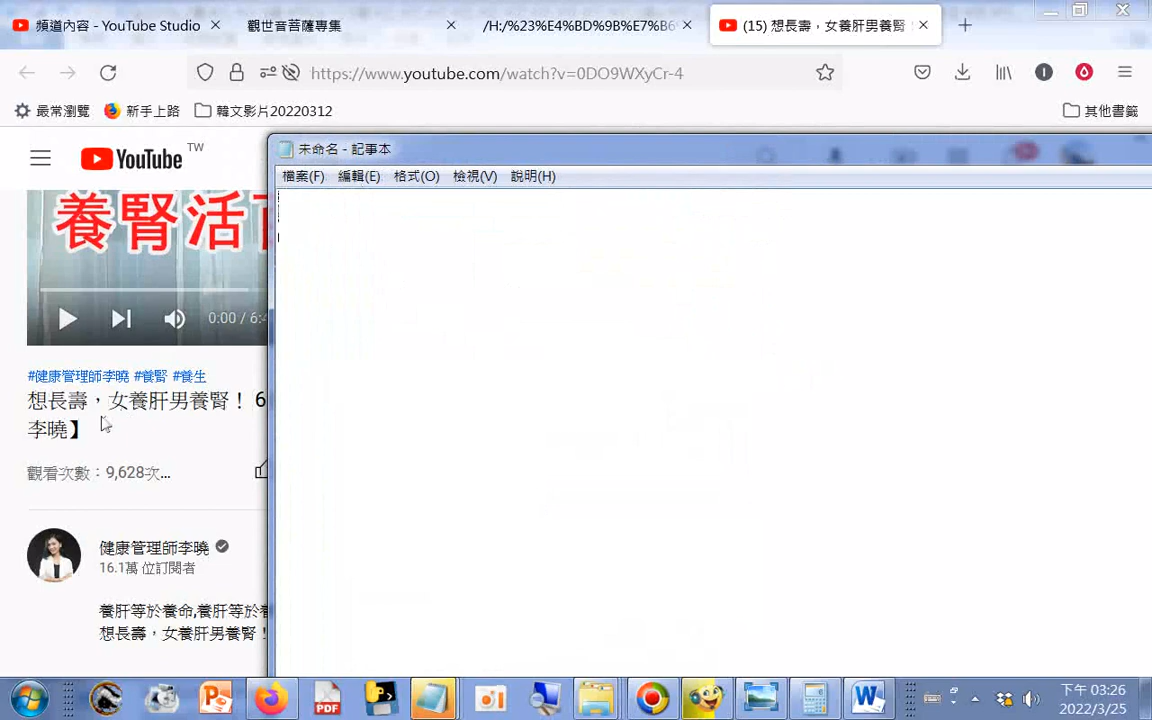 頻道內容 - YouTube Studio
觀世音菩薩專集
/H:/%23%E4%BD%9B%E7%B6
(15) 想長壽，女養肝男養腎
https://www.youtube.com/watch?v=0DO9WXyCr-4
最常瀏覽 新手上路 韓文影片20220312 其他書籤
YouTube TW
未命名 - 記事本
檔案(F) 編輯(E) 格式(O) 檢視(V) 說明(H)
養腎活
0:00 / 6:4
#健康管理師李曉 #養腎 #養生
想長壽，女養肝男養腎！ 6
李曉】
觀看次數：9,628次...
健康管理師李曉
16.1萬 位訂閱者
養肝等於養命,養肝等於養
想長壽，女養肝男養腎！
PDF
下午 03:26
2022/3/25